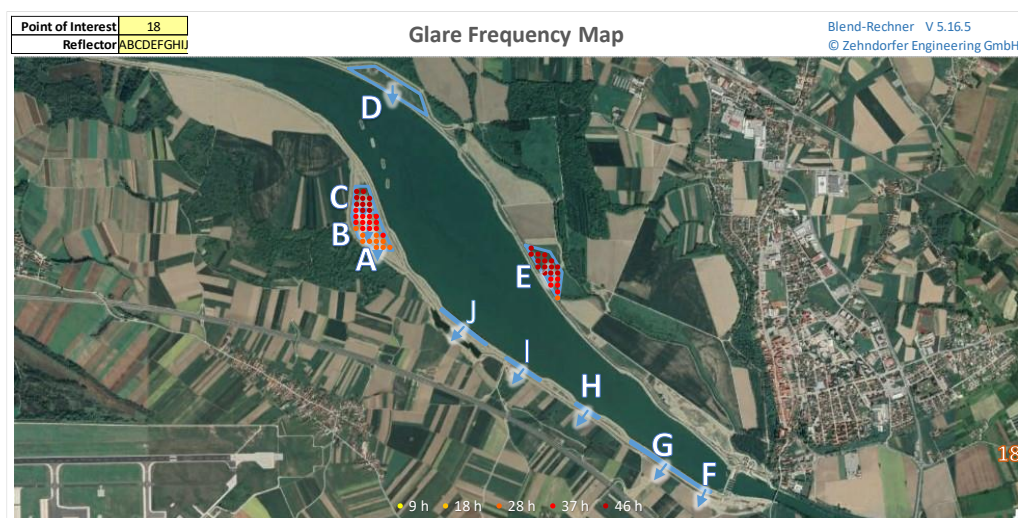 Point of Interest 18
Reflector ABCDEFGHIJ
Glare Frequency Map
Blend-Rechner V 5.16.5
© Zehndorfer Engineering GmbH
D
C
B
A
E
J
I
H
G
F
18
9 h 18 h 28 h 37 h 46 h